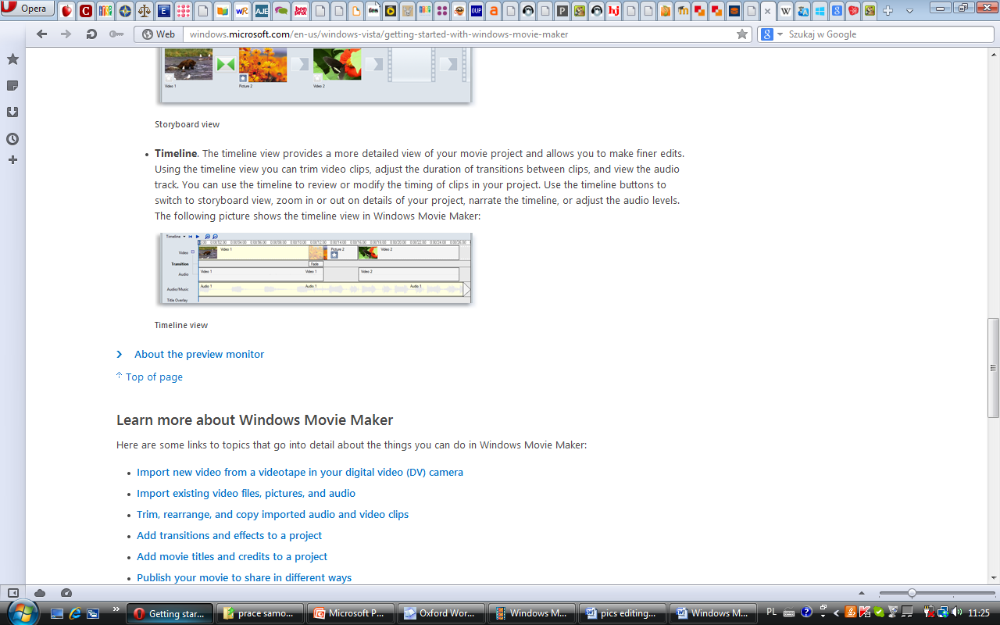 Opera
Web
windows.microsoft.com/en-us/windows-vista/getting-started-with-windows-movie-maker
Szukaj w Google
Video 1
Picture 2
Video 2
Storyboard view
Timeline. The timeline view provides a more detailed view of your movie project and allows you to make finer edits.
Using the timeline view you can trim video clips, adjust the duration of transitions between clips, and view the audio
track. You can use the timeline to review or modify the timing of clips in your project. Use the timeline buttons to
switch to storyboard view, zoom in or out on details of your project, narrate the timeline, or adjust the audio levels.
The following picture shows the timeline view in Windows Movie Maker:
Timeline
Video
Video 1
Picture 2
Video 2
Transition
Fade
Audio
Video 1
Video 1
Video 2
Audio/Music
Audio 1
Audio 1
Audio 1
Title Overlay
Timeline view
About the preview monitor
Top of page
Learn more about Windows Movie Maker
Here are some links to topics that go into detail about the things you can do in Windows Movie Maker:
Import new video from a videotape in your digital video (DV) camera
Import existing video files, pictures, and audio
Trim, rearrange, and copy imported audio and video clips
Add transitions and effects to a project
Add movie titles and credits to a project
Publish your movie to share in different ways
Getting star...
prace samo...
Microsoft P...
Oxford Wor...
Windows M...
pics editing...
Windows M...
PL
11:25